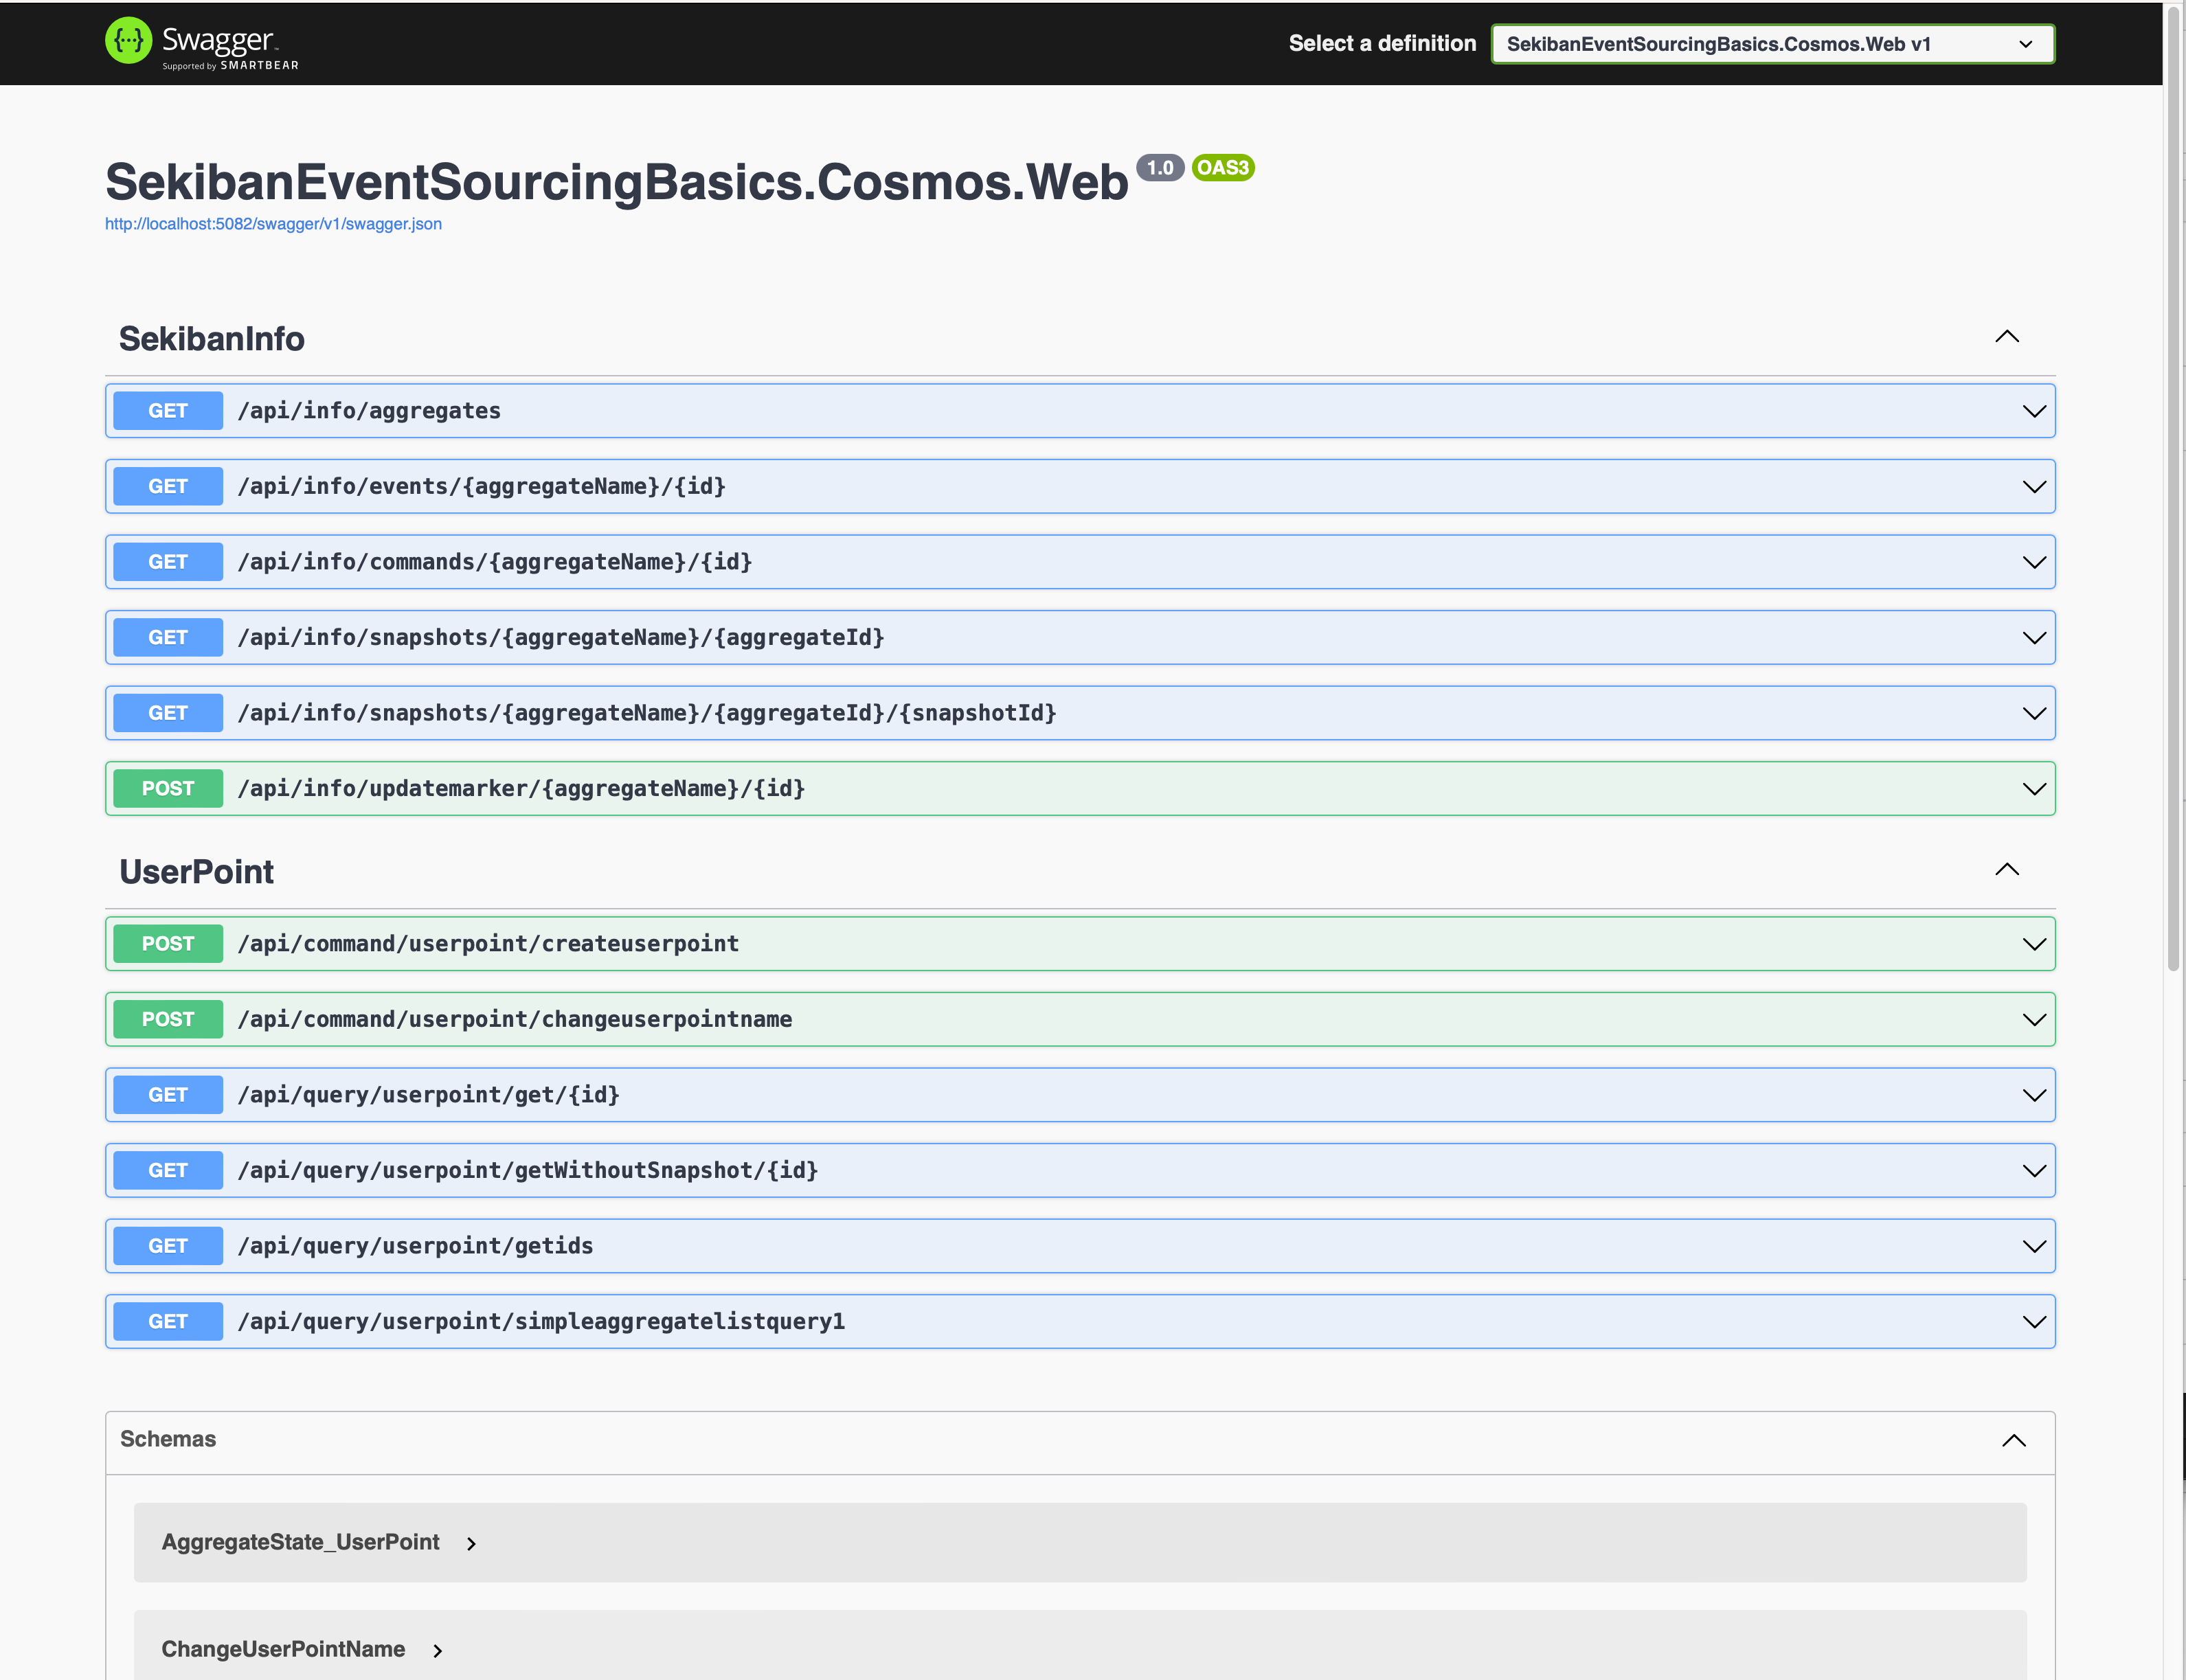 Swagger™
Supported by SMARTBEAR
Select a definition
SekibanEventSourcingBasics.Cosmos.Web v1
SekibanEventSourcingBasics.Cosmos.Web 1.0 OAS3
http://localhost:5082/swagger/v1/swagger.json
SekibanInfo
GET /api/info/aggregates
GET /api/info/events/{aggregateName}/{id}
GET /api/info/commands/{aggregateName}/{id}
GET /api/info/snapshots/{aggregateName}/{aggregateId}
GET /api/info/snapshots/{aggregateName}/{aggregateId}/{snapshotId}
POST /api/info/updatemarker/{aggregateName}/{id}
UserPoint
POST /api/command/userpoint/createuserpoint
POST /api/command/userpoint/changeuserpointname
GET /api/query/userpoint/get/{id}
GET /api/query/userpoint/getWithoutSnapshot/{id}
GET /api/query/userpoint/getids
GET /api/query/userpoint/simpleaggregatelistquery1
Schemas
AggregateState_UserPoint
ChangeUserPointName